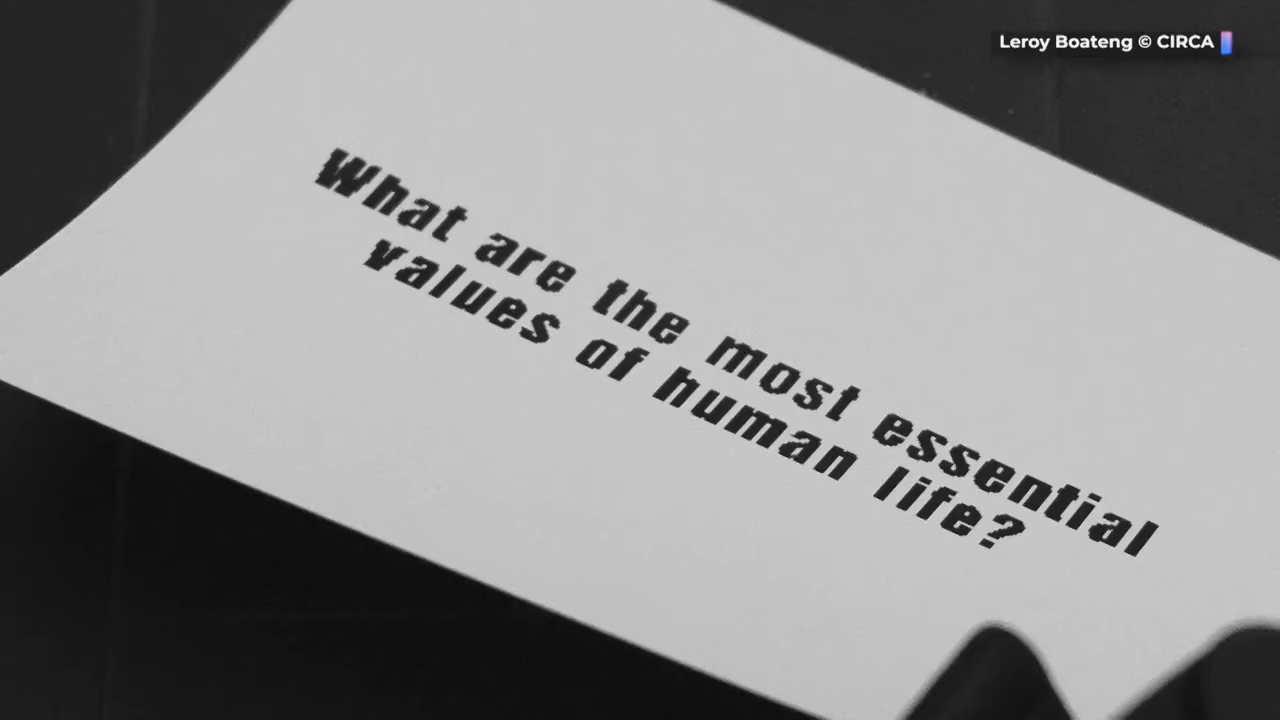 Leroy Boateng © CIRCA
What are the most essential
values of human life?